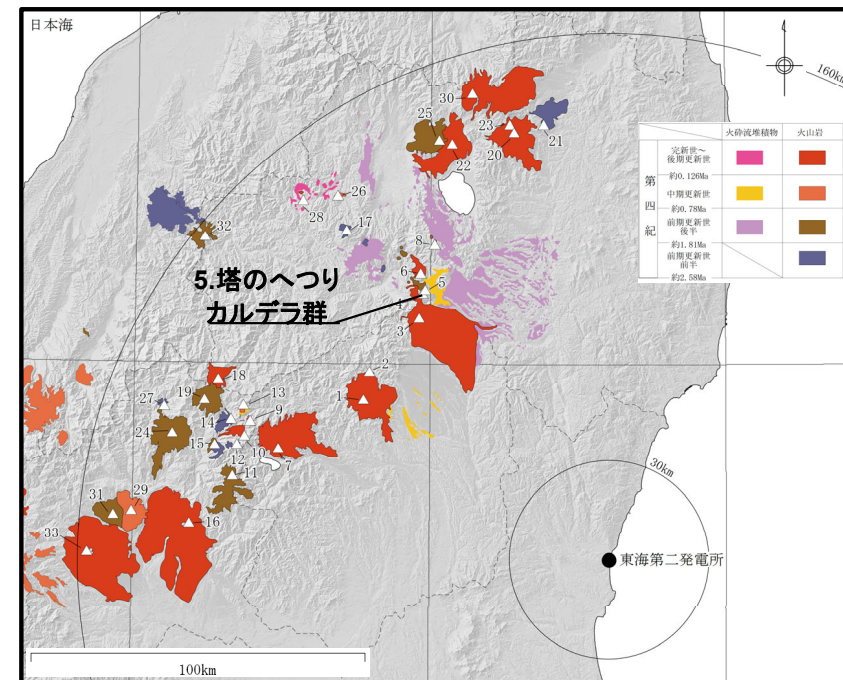 日本海
160km
火砕流堆積物
火山岩
第四紀
完新世～
後期更新世
約0.126Ma
中期更新世
約0.78Ma
前期更新世
後半
約1.81Ma
前期更新世
前半
約2.58Ma
30
25
23
20
21
22
26
28
17
32
8
6
5
4
3
5.塔のへつり
カルデラ群
2
1
18
19
13
27
14
9
24
15
10
12
7
11
31
29
16
33
30km
東海第二発電所
100km